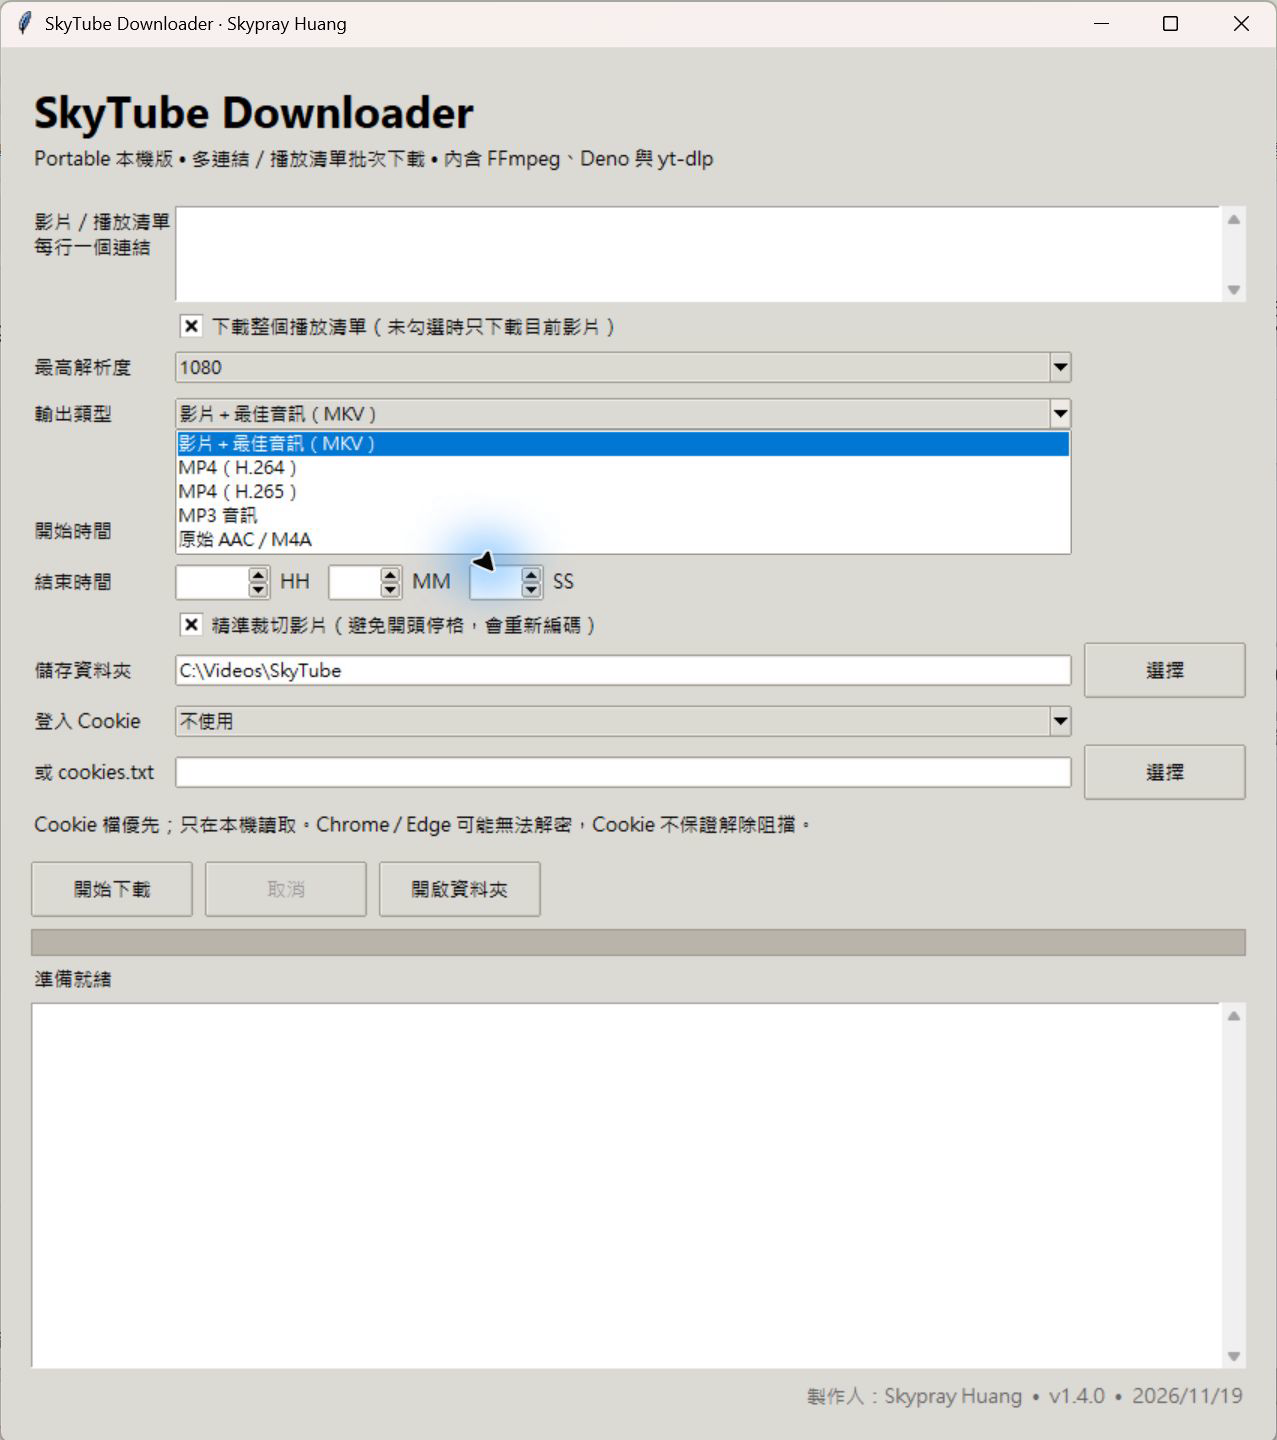 SkyTube Downloader · Skypray Huang
SkyTube Downloader
Portable 本機版 • 多連結 / 播放清單批次下載 • 內含 FFmpeg、Deno 與 yt-dlp
影片 / 播放清單
每行一個連結
下載整個播放清單（未勾選時只下載目前影片）
最高解析度 1080
輸出類型 影片＋最佳音訊（MKV）
影片＋最佳音訊（MKV）
MP4（H.264）
MP4（H.265）
MP3 音訊
原始 AAC / M4A
開始時間
結束時間 HH MM SS
精準裁切影片（避免開頭停格，會重新編碼）
儲存資料夾 C:\Videos\SkyTube 選擇
登入 Cookie 不使用
或 cookies.txt 選擇
Cookie 檔優先；只在本機讀取。Chrome / Edge 可能無法解密，Cookie 不保證解除阻擋。
開始下載 取消 開啟資料夾
準備就緒
製作人：Skypray Huang • v1.4.0 • 2026/11/19